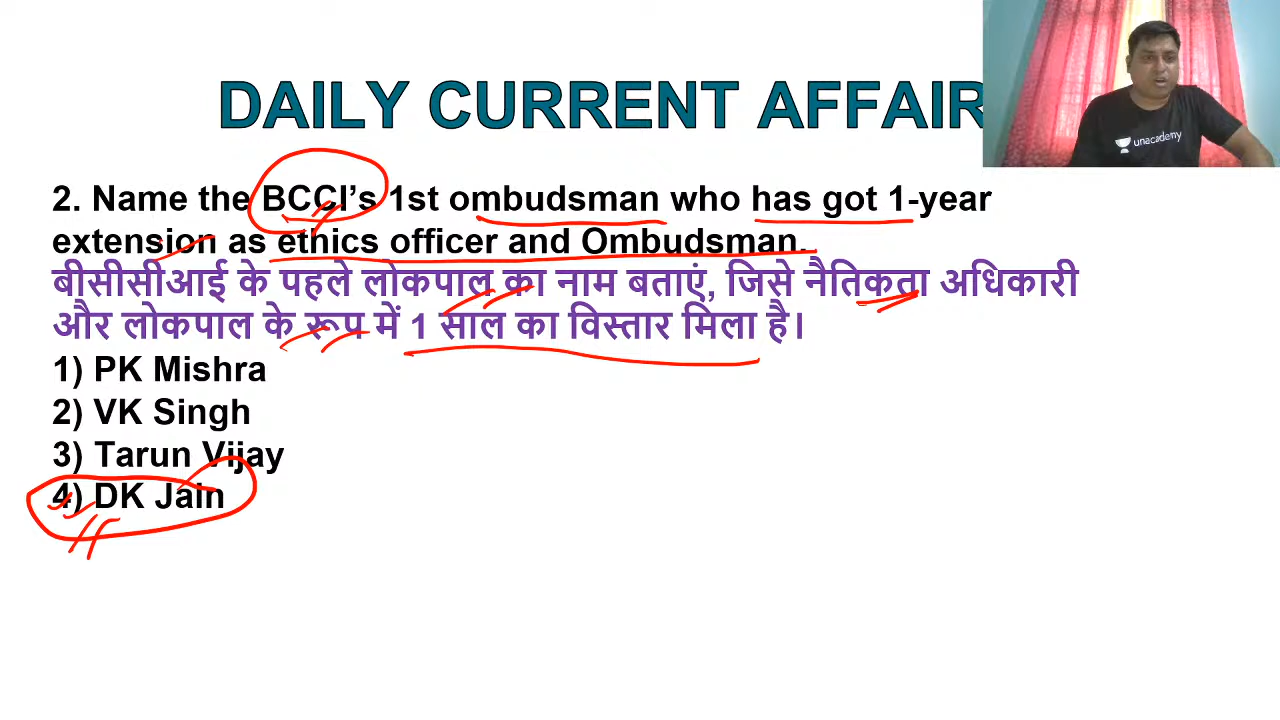 DAILY CURRENT AFFAIR
unacademy
2. Name the BCCI's 1st ombudsman who has got 1-year
extension as ethics officer and Ombudsman.
बीसीसीआई के पहले लोकपाल का नाम बताएं, जिसे नैतिकता अधिकारी
और लोकपाल के रूप में 1 साल का विस्तार मिला है।
1) PK Mishra
2) VK Singh
3) Tarun Vijay
4) DK Jain